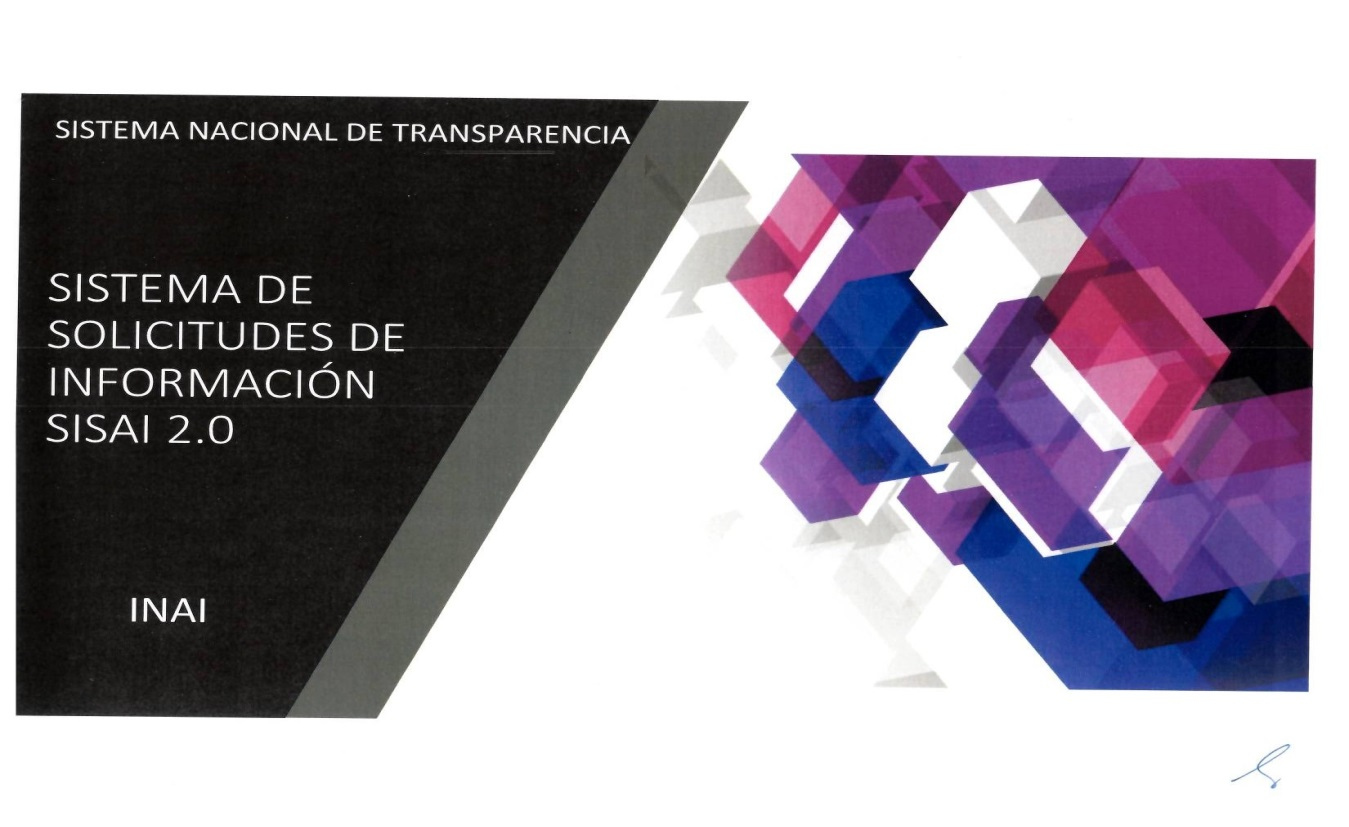 SISTEMA NACIONAL DE TRANSPARENCIA
SISTEMA DE
SOLICITUDES DE
INFORMACIÓN
SISAI 2.0
INAI